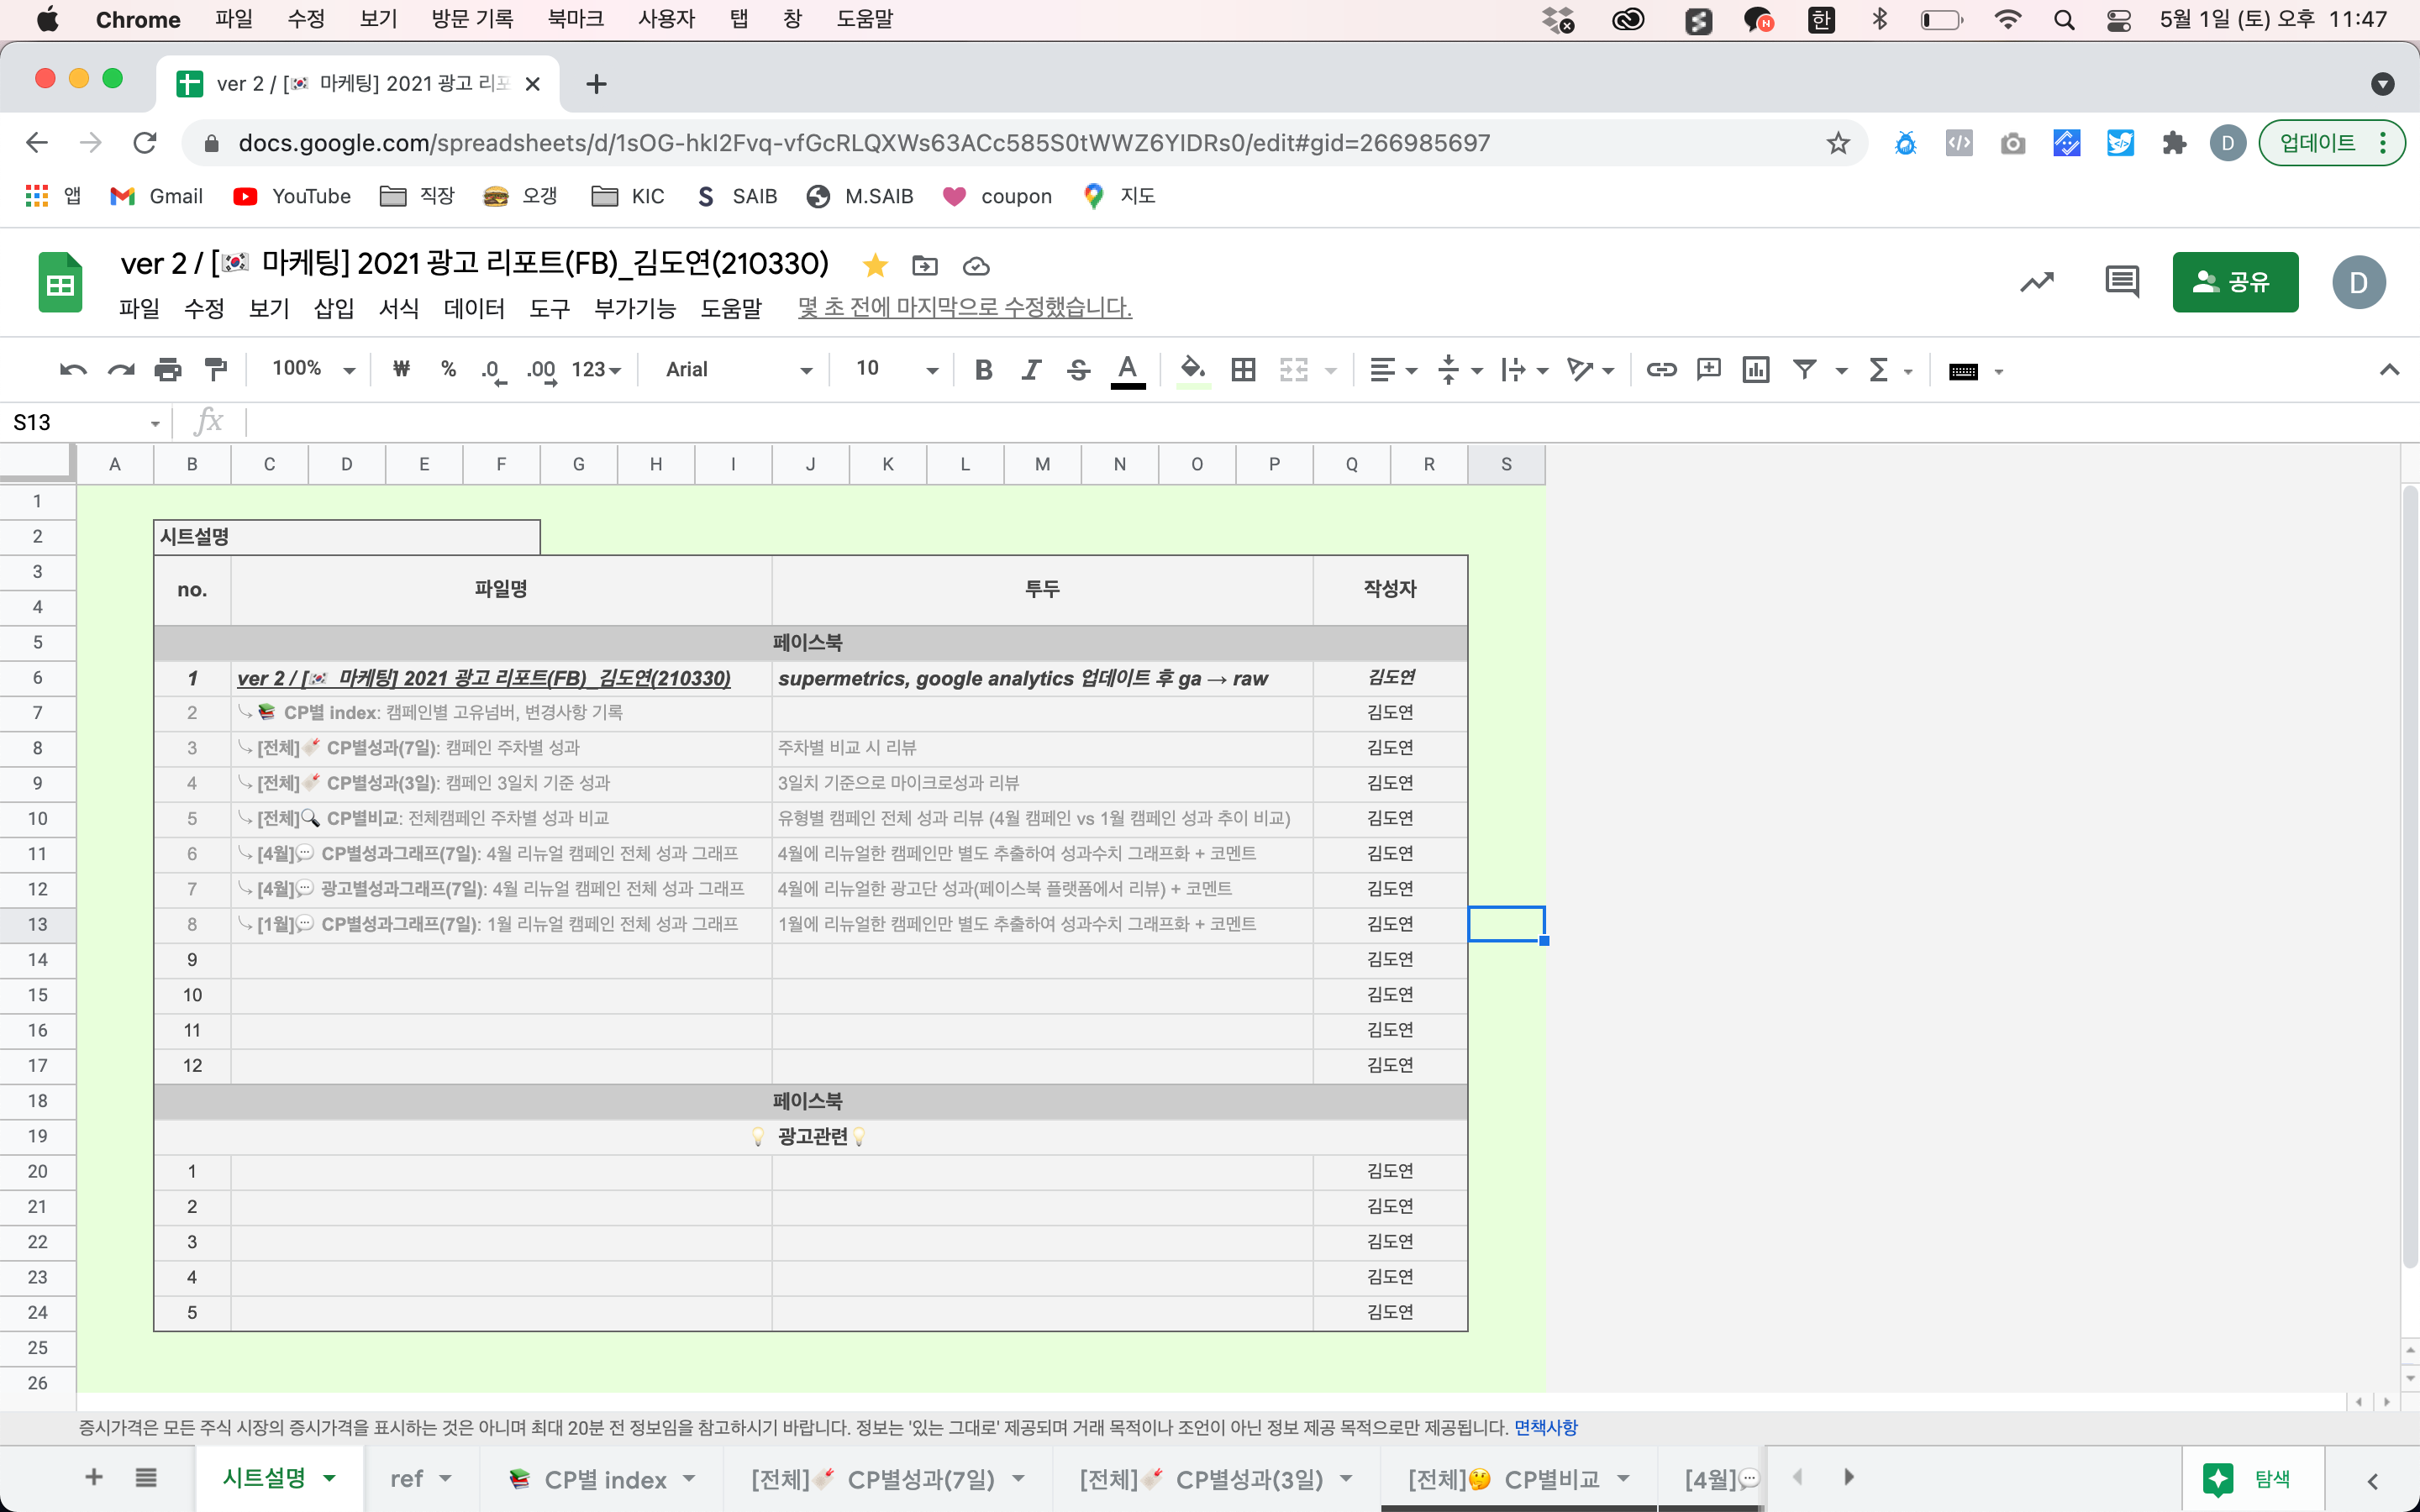 Chrome 파일 수정 보기 방문 기록 북마크 사용자 탭 창 도움말 한 5월 1일 (토) 오후 11:47
ver 2 / [🇰🇷 마케팅] 2021 광고 리포
docs.google.com/spreadsheets/d/1sOG-hkI2Fvq-vfGcRLQXWs63ACc585S0tWWZ6YIDRs0/edit#gid=266985697 D 업데이트
앱 Gmail YouTube 직장 오갱 KIC S SAIB M.SAIB coupon 지도
ver 2 / [🇰🇷 마케팅] 2021 광고 리포트(FB)_김도연(210330)
파일 수정 보기 삽입 서식 데이터 도구 부가기능 도움말 몇 초 전에 마지막으로 수정했습니다. 공유 D
100% ₩ % .0 .00 123 Arial 10 B I S A Σ
S13 fx
A B C D E F G H I J K L M N O P Q R S
1
2 시트설명
3 no. 파일명 투두 작성자
4
5 페이스북
6 1 ver 2 / [🇰🇷 마케팅] 2021 광고 리포트(FB)_김도연(210330) supermetrics, google analytics 업데이트 후 ga → raw 김도연
7 2 ⤷📚 CP별 index: 캠페인별 고유넘버, 변경사항 기록 김도연
8 3 ⤷[전체]🧨 CP별성과(7일): 캠페인 주차별 성과 주차별 비교 시 리뷰 김도연
9 4 ⤷[전체]🧨 CP별성과(3일): 캠페인 3일치 기준 성과 3일치 기준으로 마이크로성과 리뷰 김도연
10 5 ⤷[전체]🔍 CP별비교: 전체캠페인 주차별 성과 비교 유형별 캠페인 전체 성과 리뷰 (4월 캠페인 vs 1월 캠페인 성과 추이 비교) 김도연
11 6 ⤷[4월]💬 CP별성과그래프(7일): 4월 리뉴얼 캠페인 전체 성과 그래프 4월에 리뉴얼한 캠페인만 별도 추출하여 성과수치 그래프화 + 코멘트 김도연
12 7 ⤷[4월]💬 광고별성과그래프(7일): 4월 리뉴얼 캠페인 전체 성과 그래프 4월에 리뉴얼한 광고단 성과(페이스북 플랫폼에서 리뷰) + 코멘트 김도연
13 8 ⤷[1월]💬 CP별성과그래프(7일): 1월 리뉴얼 캠페인 전체 성과 그래프 1월에 리뉴얼한 캠페인만 별도 추출하여 성과수치 그래프화 + 코멘트 김도연
14 9 김도연
15 10 김도연
16 11 김도연
17 12 김도연
18 페이스북
19 💡 광고관련💡
20 1 김도연
21 2 김도연
22 3 김도연
23 4 김도연
24 5 김도연
25
26
증시가격은 모든 주식 시장의 증시가격을 표시하는 것은 아니며 최대 20분 전 정보임을 참고하시기 바랍니다. 정보는 '있는 그대로' 제공되며 거래 목적이나 조언이 아닌 정보 제공 목적으로만 제공됩니다. 면책사항
시트설명 ref 📚 CP별 index [전체]🧨 CP별성과(7일) [전체]🧨 CP별성과(3일) [전체]🤔 CP별비교 [4월]💬 탐색